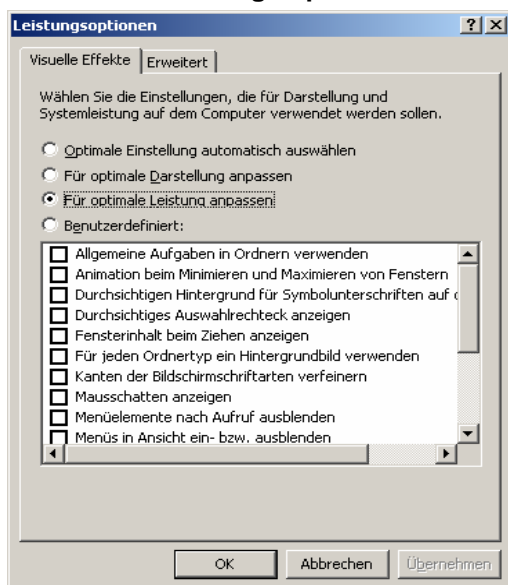 Leistungsoptionen
Visuelle Effekte
Erweitert
Wählen Sie die Einstellungen, die für Darstellung und
Systemleistung auf dem Computer verwendet werden sollen.
Optimale Einstellung automatisch auswählen
Für optimale Darstellung anpassen
Für optimale Leistung anpassen
Benutzerdefiniert:
Allgemeine Aufgaben in Ordnern verwenden
Animation beim Minimieren und Maximieren von Fenstern
Durchsichtigen Hintergrund für Symbolunterschriften auf
Durchsichtiges Auswahlrechteck anzeigen
Fensterinhalt beim Ziehen anzeigen
Für jeden Ordnertyp ein Hintergrundbild verwenden
Kanten der Bildschirmschriftarten verfeinern
Mausschatten anzeigen
Menüelemente nach Aufruf ausblenden
Menüs in Ansicht ein- bzw. ausblenden
OK
Abbrechen
Übernehmen